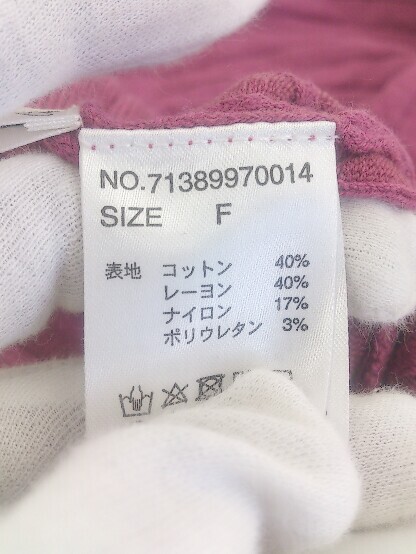 NO.71389970014
SIZE F
表地 コットン 40%
レーヨン 40%
ナイロン 17%
ポリウレタン 3%